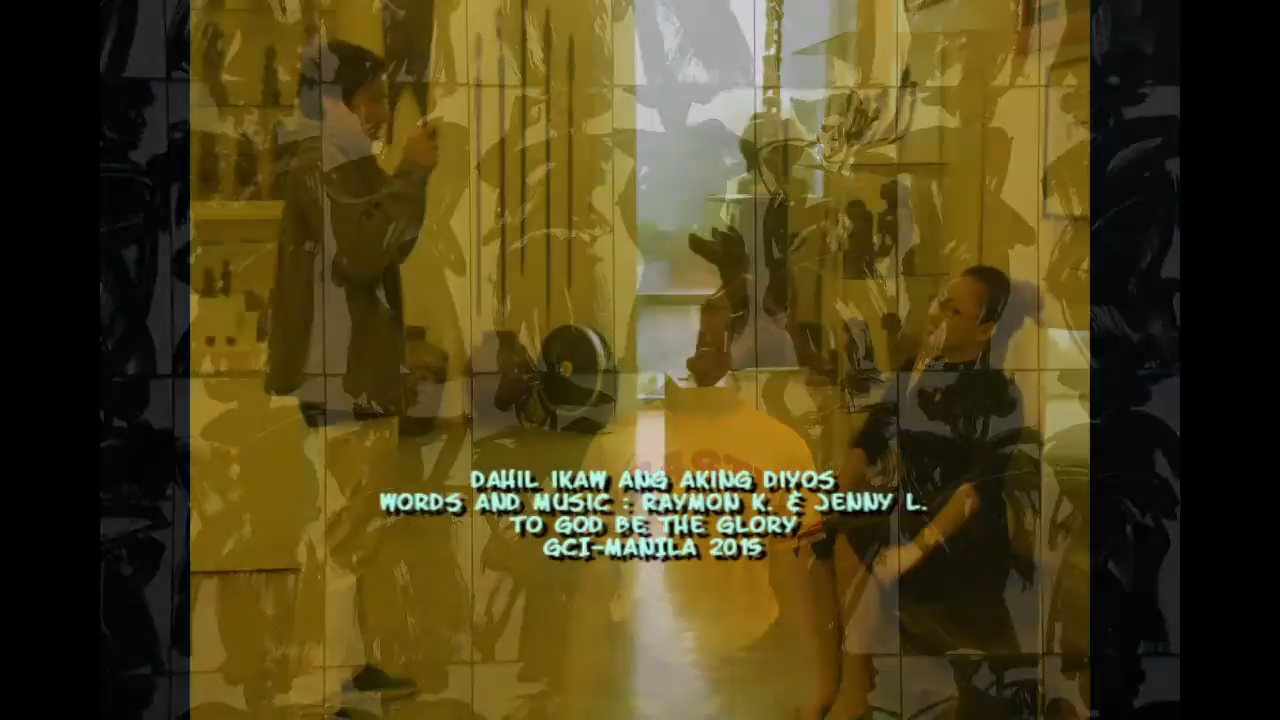 DAHIL IKAW ANG AKING DIYOS
WORDS AND MUSIC : RAYMON K. & JENNY L.
TO GOD BE THE GLORY
GCI-MANILA 2015